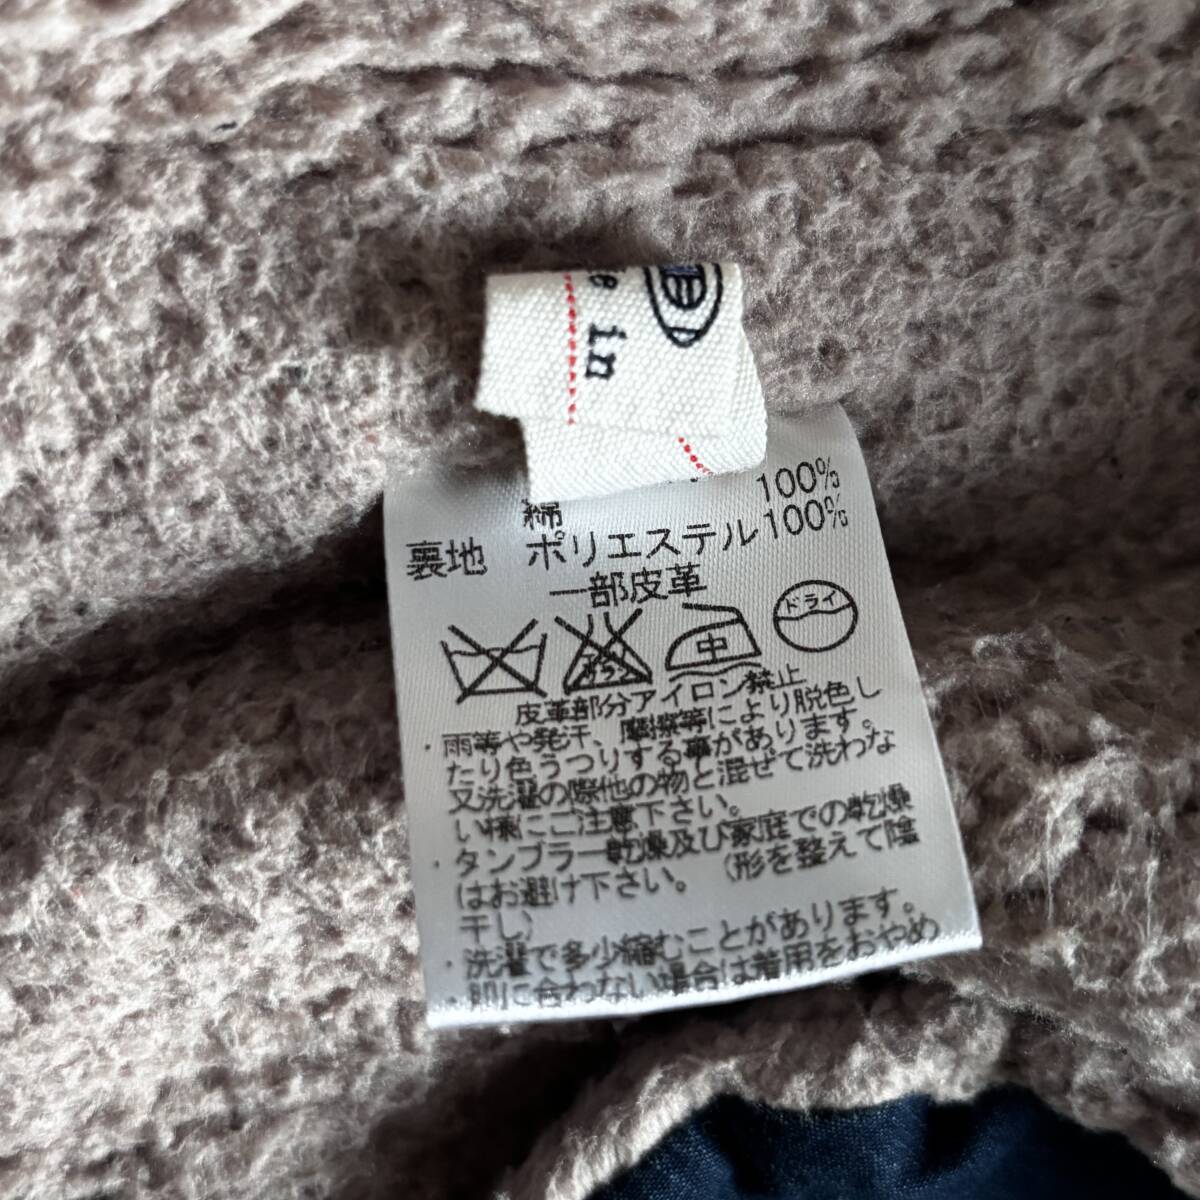 e in
100%
綿
裏地 ポリエステル100%
一部皮革
エンソサラシ 中 ドライ
皮革部分アイロン禁止
・雨等や発汗、摩擦等により脱色し
たり色うつりする事があります。
又洗濯の際他の物と混ぜて洗わな
い様にご注意下さい。
・タンブラー乾燥及び家庭での乾燥
はお避け下さい。（形を整えて陰
干し）
・洗濯で多少縮むことがあります。
・肌に合わない場合は着用をおやめ